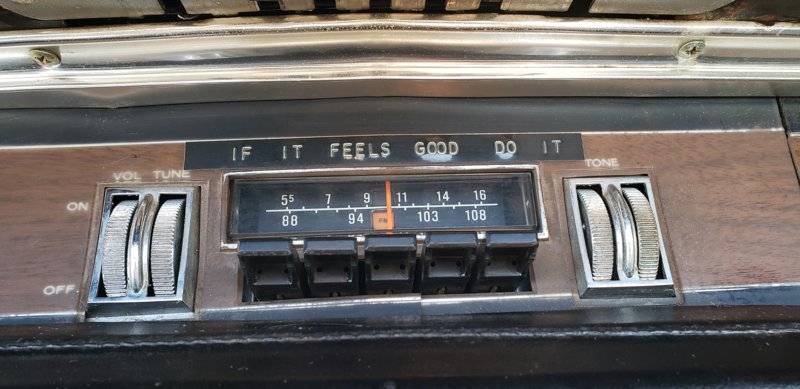 IF IT FEELS GOOD DO IT
VOL TUNE
TONE
ON
OFF
55 7 9 11 14 16
88 94 103 108
FM